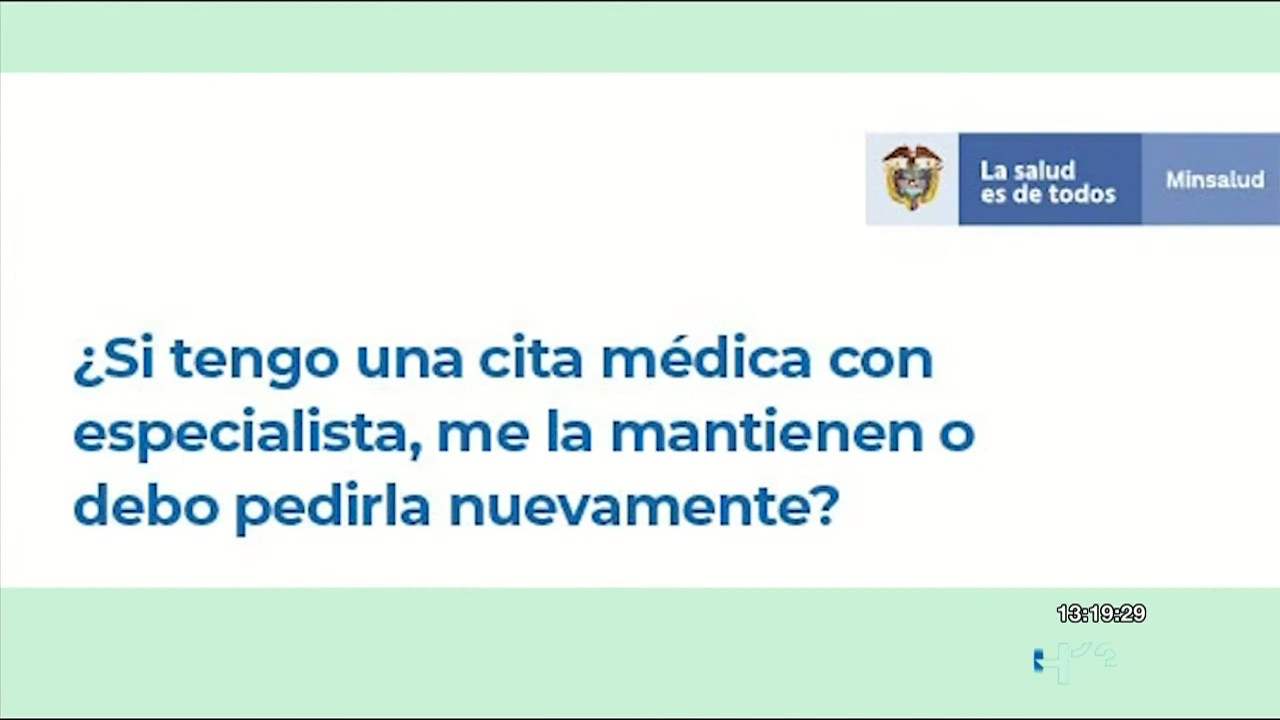 La salud
es de todos
Minsalud
¿Si tengo una cita médica con
especialista, me la mantienen o
debo pedirla nuevamente?
13:19:29